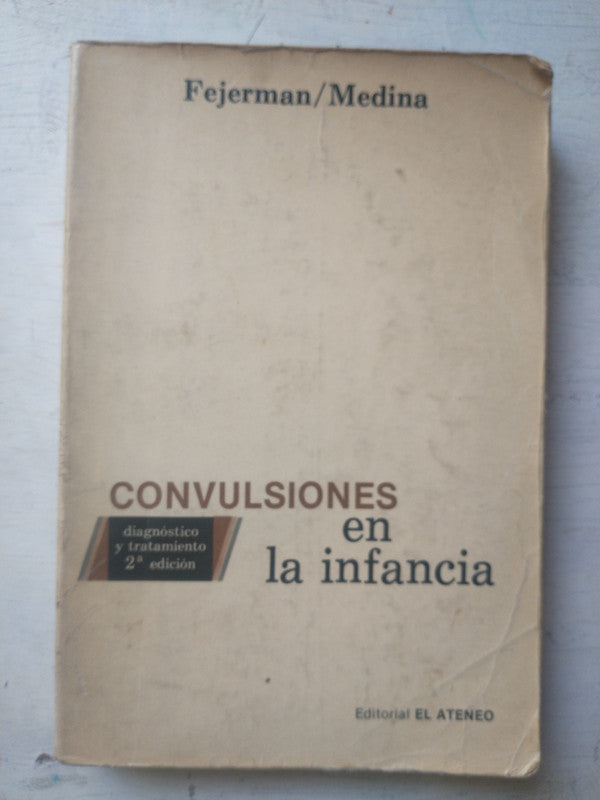 Fejerman/Medina
CONVULSIONES
en
la infancia
diagnóstico
y tratamiento
2ª edición
Editorial EL ATENEO